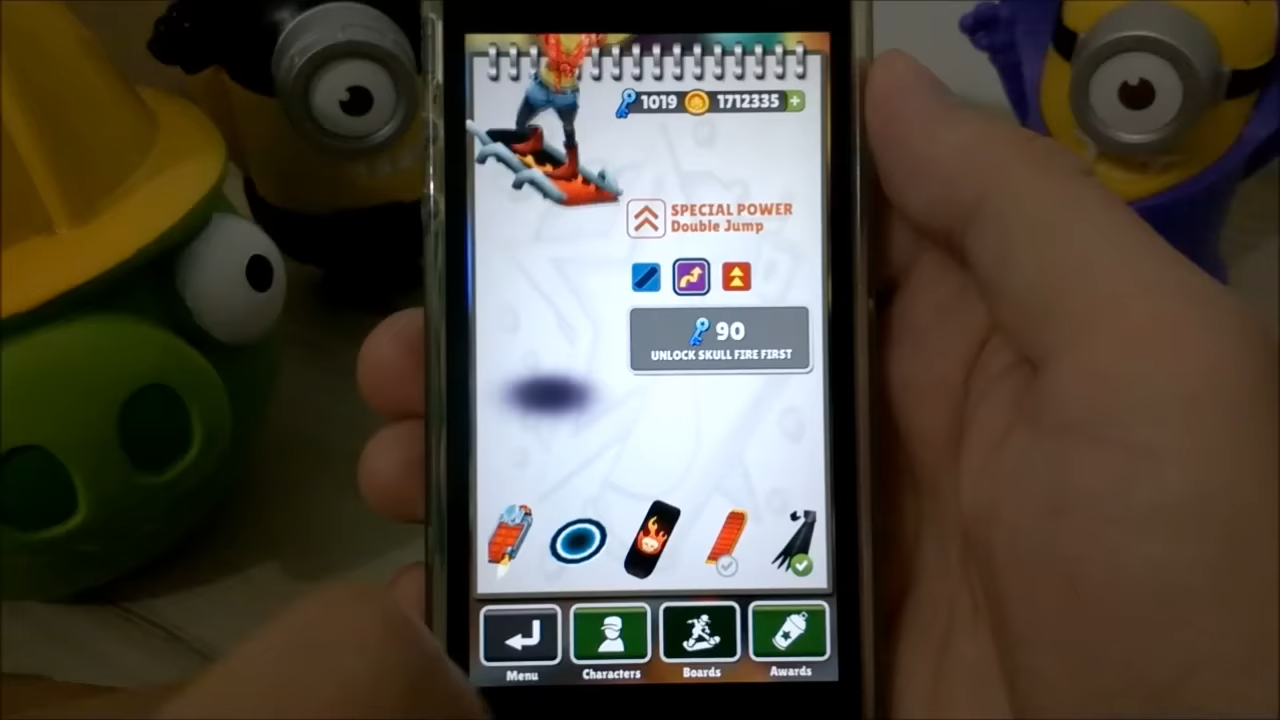 1019 1712335 +
SPECIAL POWER
Double Jump
90
UNLOCK SKULL FIRE FIRST
Menu Characters Boards Awards